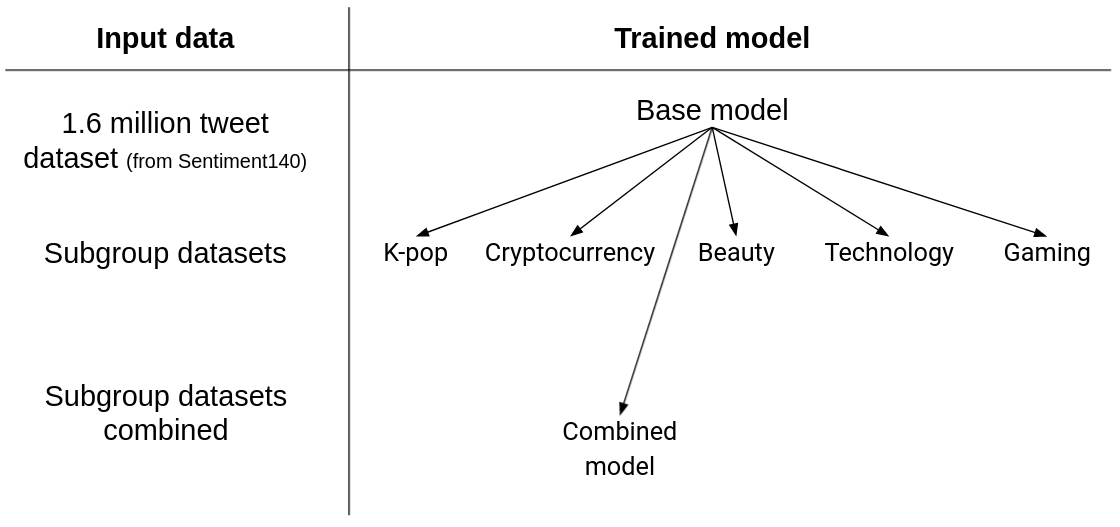 Input data
Trained model
1.6 million tweet
dataset (from Sentiment140)
Base model
Subgroup datasets
K-pop
Cryptocurrency
Beauty
Technology
Gaming
Subgroup datasets
combined
Combined
model